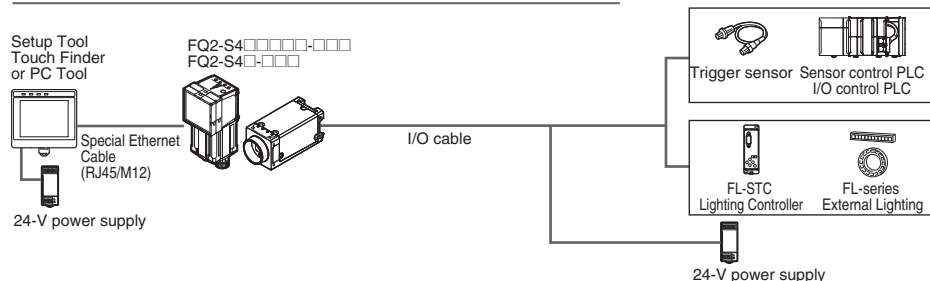 Setup Tool
Touch Finder
or PC Tool
FQ2-S4□□□□□-□□□
FQ2-S4□-□□□
Special Ethernet
Cable
(RJ45/M12)
24-V power supply
I/O cable
Trigger sensor
Sensor control PLC
I/O control PLC
FL-STC
Lighting Controller
FL-series
External Lighting
24-V power supply